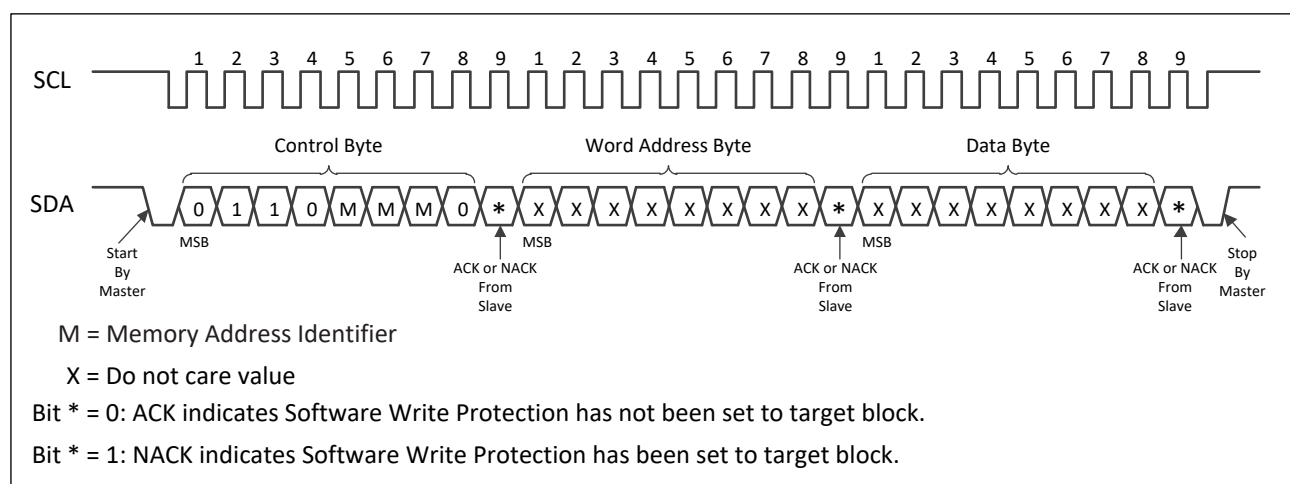 1 2 3 4 5 6 7 8 9 1 2 3 4 5 6 7 8 9 1 2 3 4 5 6 7 8 9
SCL
Control Byte Word Address Byte Data Byte
SDA 0 1 1 0 M M M 0 * X X X X X X X X * X X X X X X X X *
MSB MSB MSB
Start
By
Master
ACK or NACK
From
Slave
ACK or NACK
From
Slave
ACK or NACK
From
Slave
Stop
By
Master
M = Memory Address Identifier
X = Do not care value
Bit * = 0: ACK indicates Software Write Protection has not been set to target block.
Bit * = 1: NACK indicates Software Write Protection has been set to target block.